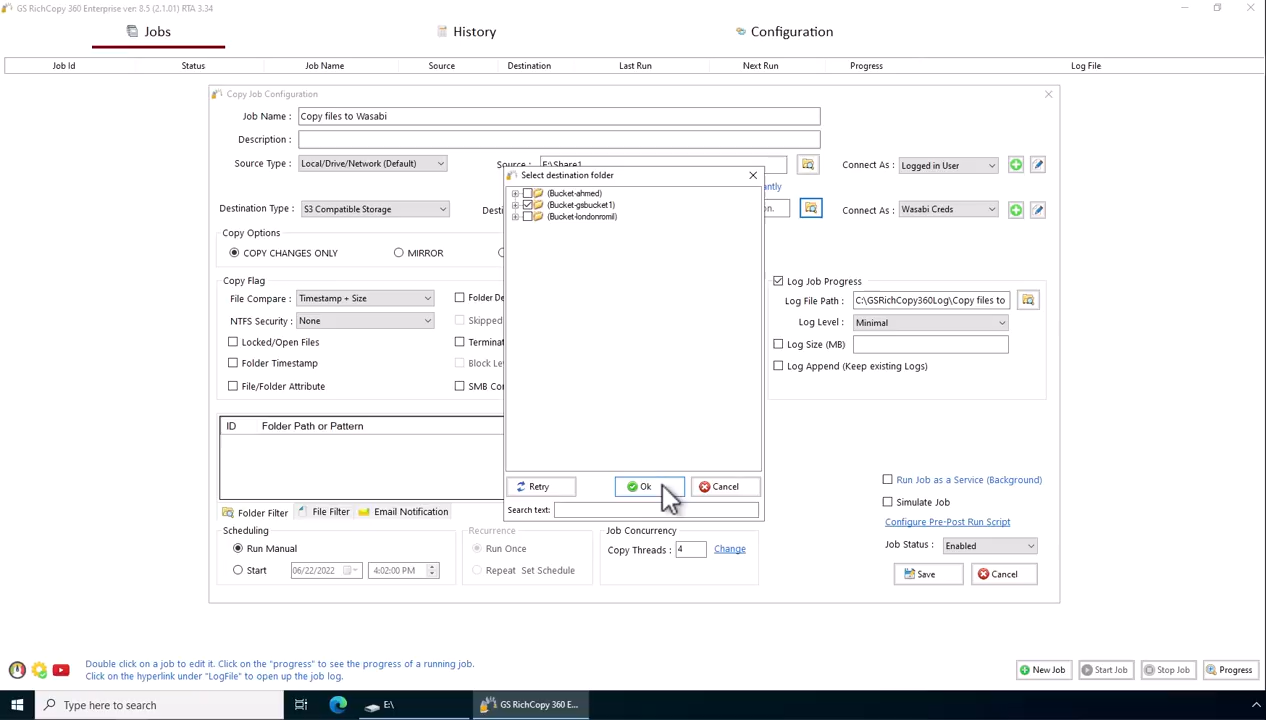 GS RichCopy 360 Enterprise ver: 8.5 (2.1.01) RTA 3.34
Jobs
History
Configuration
Job Id Status Job Name Source Destination Last Run Next Run Progress Log File
Copy Job Configuration
Job Name : Copy files to Wasabi
Description :
Source Type : Local/Drive/Network (Default) Source : E:\Share1 Connect As : Logged in User
Select destination folder
antly
(Bucket-ahmed)
(Bucket-gsbucket1)
(Bucket-londonromil)
Destination Type : S3 Compatible Storage Desti on. Connect As : Wasabi Creds
Copy Options
COPY CHANGES ONLY MIRROR
Copy Flag
File Compare : Timestamp + Size Folder De
NTFS Security : None Skipped
Locked/Open Files Terminat
Folder Timestamp Block Le
File/Folder Attribute SMB Co
Log Job Progress
Log File Path : C:\GSRichCopy360Log\Copy files to
Log Level : Minimal
Log Size (MB)
Log Append (Keep existing Logs)
ID Folder Path or Pattern
Retry Ok Cancel
Search text:
Folder Filter File Filter Email Notification
Run Job as a Service (Background)
Simulate Job
Configure Pre-Post Run Script
Job Status : Enabled
Save Cancel
Scheduling
Run Manual
Start 06/22/2022 4:02:00 PM
Recurrence
Run Once
Repeat Set Schedule
Job Concurrency
Copy Threads : 4 Change
Double click on a job to edit it. Click on the "progress" to see the progress of a running job.
Click on the hyperlink under "LogFile" to open up the job log.
New Job Start Job Stop Job Progress
Type here to search
E:\
GS RichCopy 360 E...